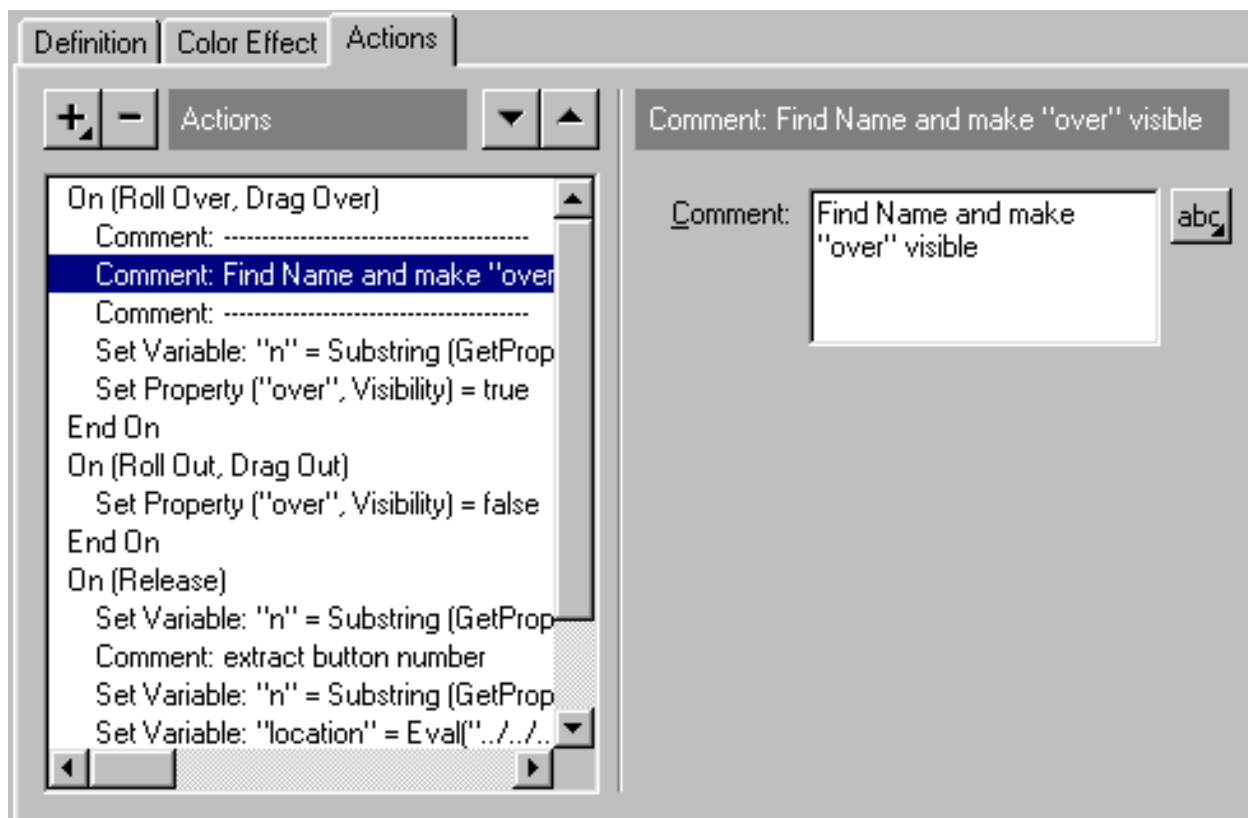 Definition Color Effect Actions
+ - Actions
On (Roll Over, Drag Over)
Comment: ----------------------------------------
Comment: Find Name and make "over
Comment: ----------------------------------------
Set Variable: "n" = Substring (GetProp
Set Property ("over", Visibility) = true
End On
On (Roll Out, Drag Out)
Set Property ("over", Visibility) = false
End On
On (Release)
Set Variable: "n" = Substring (GetProp
Comment: extract button number
Set Variable: "n" = Substring (GetProp
Set Variable: "location" = Eval("../../..
Comment: Find Name and make "over" visible
Comment:
Find Name and make
"over" visible
abc